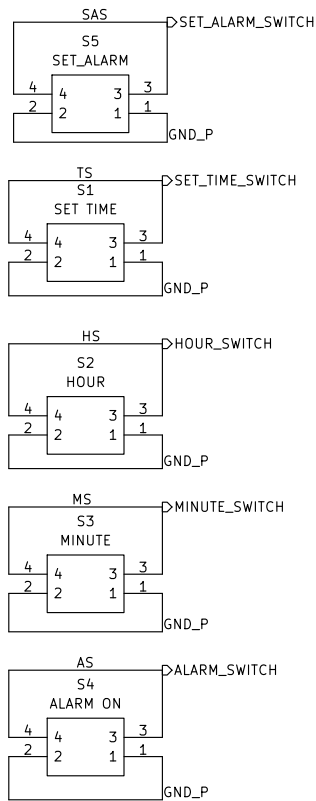 SAS
SET_ALARM_SWITCH
S5
SET_ALARM
4 4 3 3
2 2 1 1
GND_P
TS
SET_TIME_SWITCH
S1
SET TIME
4 4 3 3
2 2 1 1
GND_P
HS
HOUR_SWITCH
S2
HOUR
4 4 3 3
2 2 1 1
GND_P
MS
MINUTE_SWITCH
S3
MINUTE
4 4 3 3
2 2 1 1
GND_P
AS
ALARM_SWITCH
S4
ALARM ON
4 4 3 3
2 2 1 1
GND_P